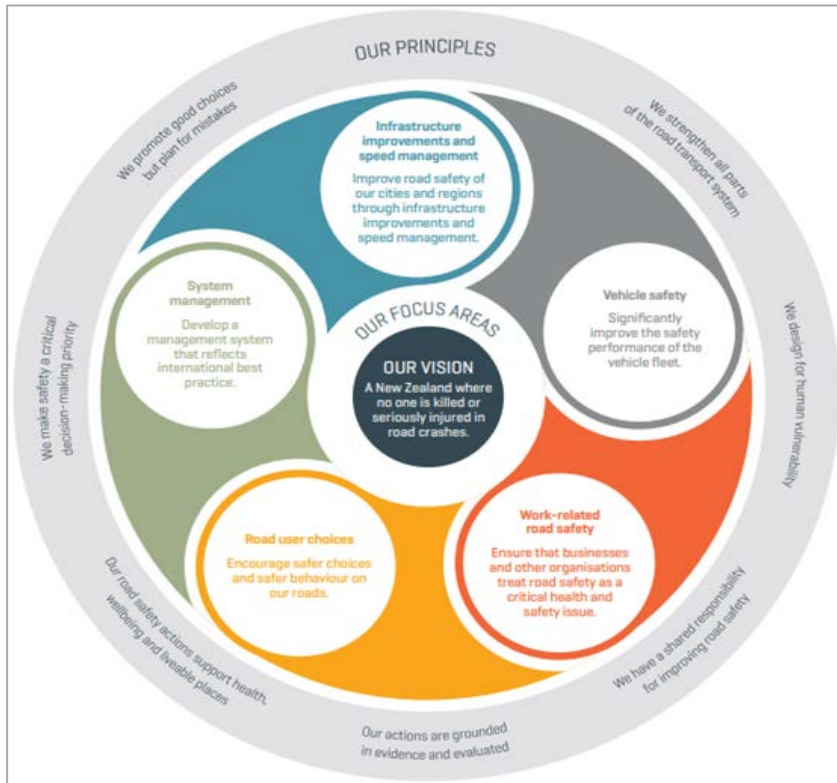 OUR PRINCIPLES
We promote good choices
but plan for mistakes
We strengthen all parts
of the road transport system
We design for human vulnerability
We have a shared responsibility
for improving road safety
Our actions are grounded
in evidence and evaluated
Our road safety actions support health,
wellbeing and liveable places
We make safety a critical
decision-making priority
Infrastructure
improvements and
speed management
Improve road safety of
our cities and regions
through infrastructure
improvements and
speed management.
Vehicle safety
Significantly
improve the safety
performance of the
vehicle fleet.
Work-related
road safety
Ensure that businesses
and other organisations
treat road safety as a
critical health and
safety issue.
Road user choices
Encourage safer choices
and safer behaviour on
our roads.
System
management
Develop a
management system
that reflects
international best
practice.
OUR FOCUS AREAS
OUR VISION
A New Zealand where
no one is killed or
seriously injured in
road crashes.